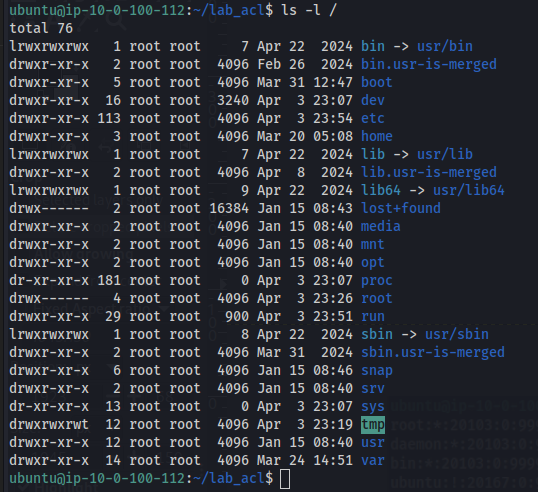 ubuntu@ip-10-0-100-112:~/lab_acl$ ls -l /
total 76
lrwxrwxrwx   1 root root     7 Apr 22  2024 bin -> usr/bin
drwxr-xr-x   2 root root  4096 Feb 26  2024 bin.usr-is-merged
drwxr-xr-x   5 root root  4096 Mar 31 12:47 boot
drwxr-xr-x  16 root root  3240 Apr  3 23:07 dev
drwxr-xr-x 113 root root  4096 Apr  3 23:54 etc
drwxr-xr-x   3 root root  4096 Mar 20 05:08 home
lrwxrwxrwx   1 root root     7 Apr 22  2024 lib -> usr/lib
drwxr-xr-x   2 root root  4096 Apr  8  2024 lib.usr-is-merged
lrwxrwxrwx   1 root root     9 Apr 22  2024 lib64 -> usr/lib64
drwx------   2 root root 16384 Jan 15 08:43 lost+found
drwxr-xr-x   2 root root  4096 Jan 15 08:40 media
drwxr-xr-x   2 root root  4096 Jan 15 08:40 mnt
drwxr-xr-x   2 root root  4096 Jan 15 08:40 opt
dr-xr-xr-x 181 root root     0 Apr  3 23:07 proc
drwx------   4 root root  4096 Apr  3 23:26 root
drwxr-xr-x  29 root root   900 Apr  3 23:51 run
lrwxrwxrwx   1 root root     8 Apr 22  2024 sbin -> usr/sbin
drwxr-xr-x   2 root root  4096 Mar 31  2024 sbin.usr-is-merged
drwxr-xr-x   6 root root  4096 Jan 15 08:46 snap
drwxr-xr-x   2 root root  4096 Jan 15 08:40 srv
dr-xr-xr-x  13 root root     0 Apr  3 23:07 sys
drwxrwxrwt  12 root root  4096 Apr  3 23:19 tmp
drwxr-xr-x  12 root root  4096 Jan 15 08:40 usr
drwxr-xr-x  14 root root  4096 Mar 24 14:51 var
ubuntu@ip-10-0-100-112:~/lab_acl$